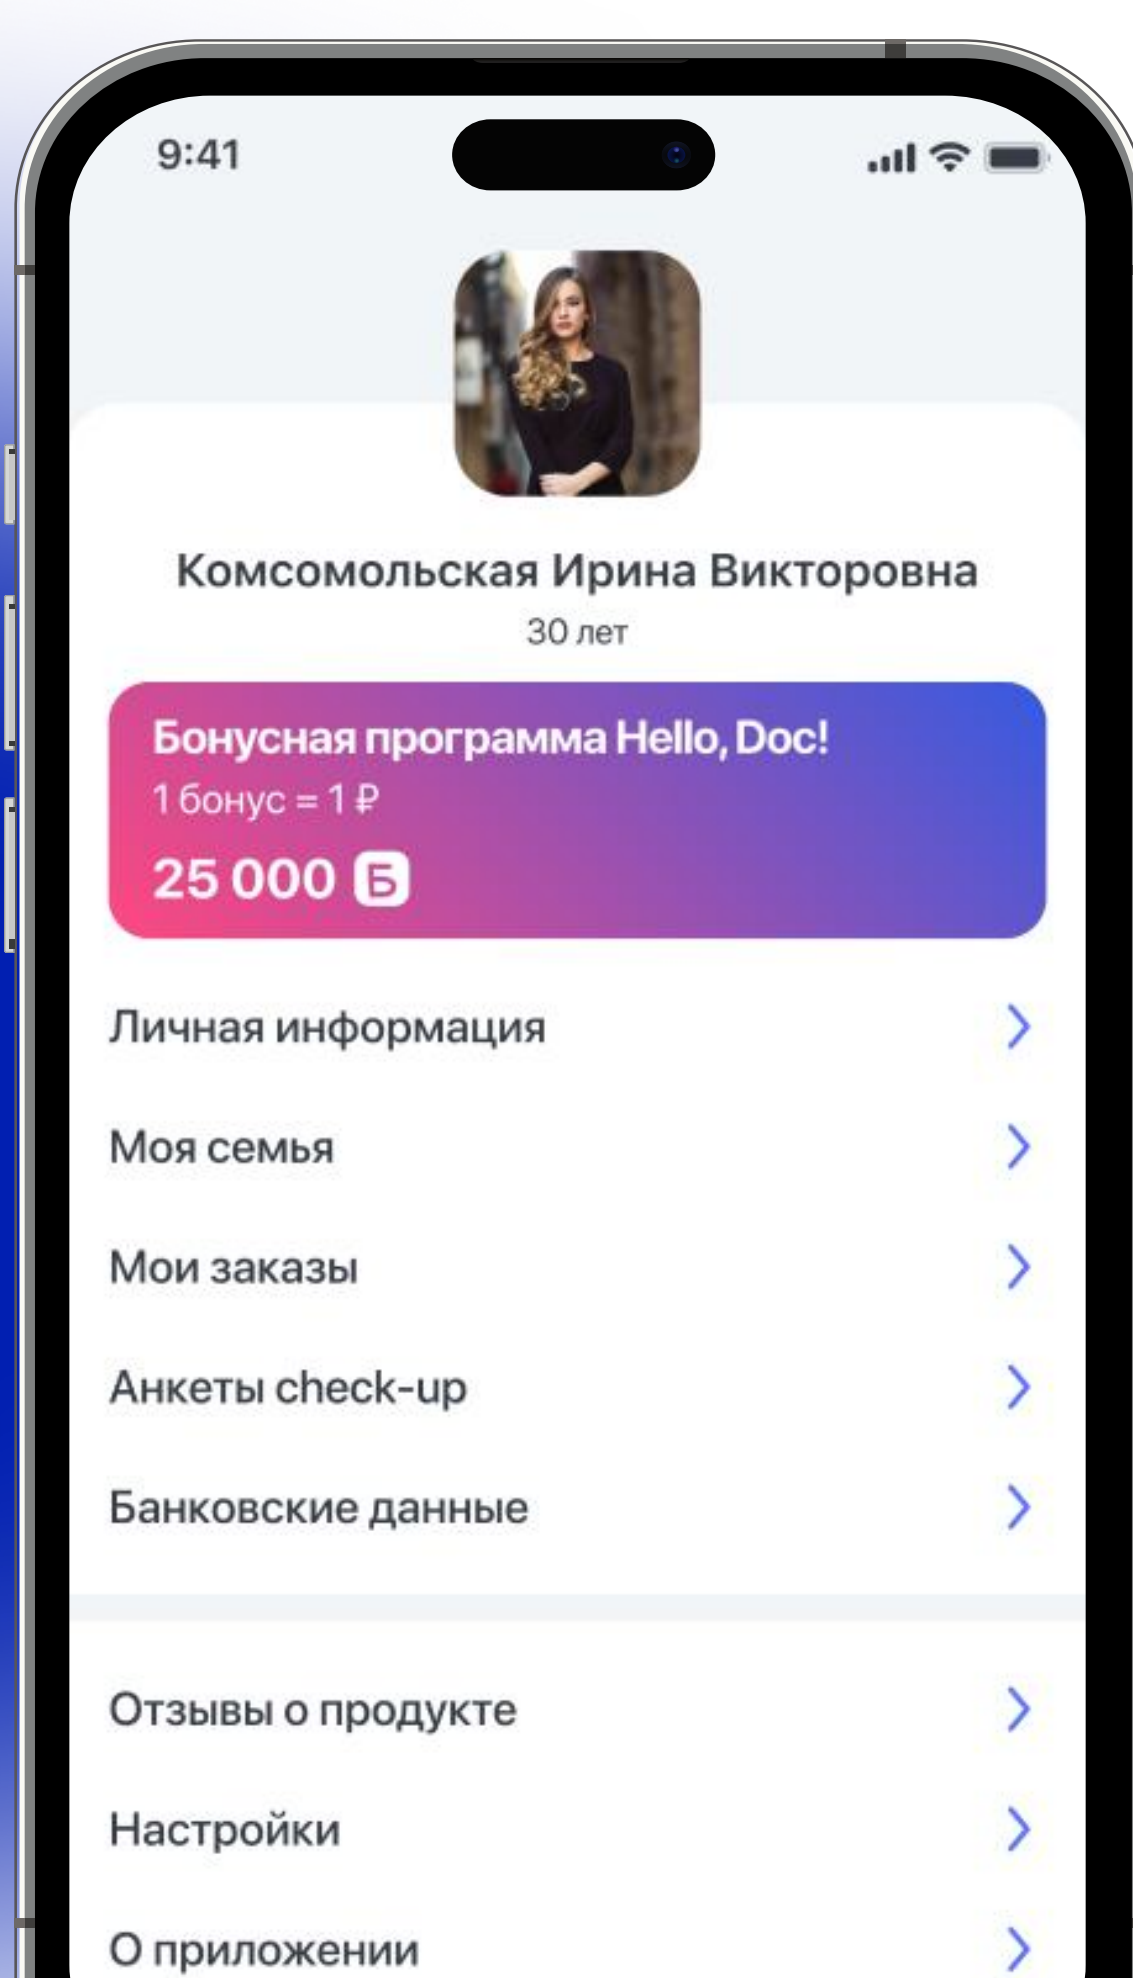 9:41
Комсомольская Ирина Викторовна
30 лет
Бонусная программа Hello, Doc!
1 бонус = 1 ₽
25 000 Б
Личная информация
Моя семья
Мои заказы
Анкеты check-up
Банковские данные
Отзывы о продукте
Настройки
О приложении